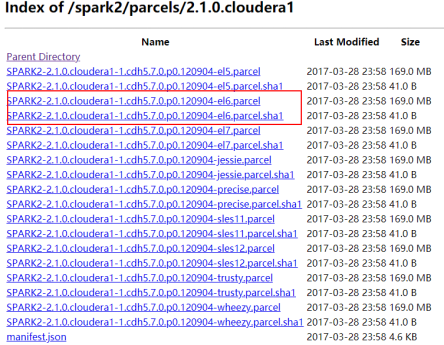 Index of /spark2/parcels/2.1.0.cloudera1
Name Last Modified Size
Parent Directory
SPARK2-2.1.0.cloudera1-1.cdh5.7.0.p0.120904-el5.parcel 2017-03-28 23:58 169.0 MB
SPARK2-2.1.0.cloudera1-1.cdh5.7.0.p0.120904-el5.parcel.sha1 2017-03-28 23:58 41.0 B
SPARK2-2.1.0.cloudera1-1.cdh5.7.0.p0.120904-el6.parcel 2017-03-28 23:58 169.0 MB
SPARK2-2.1.0.cloudera1-1.cdh5.7.0.p0.120904-el6.parcel.sha1 2017-03-28 23:58 41.0 B
SPARK2-2.1.0.cloudera1-1.cdh5.7.0.p0.120904-el7.parcel 2017-03-28 23:58 169.0 MB
SPARK2-2.1.0.cloudera1-1.cdh5.7.0.p0.120904-el7.parcel.sha1 2017-03-28 23:58 41.0 B
SPARK2-2.1.0.cloudera1-1.cdh5.7.0.p0.120904-jessie.parcel 2017-03-28 23:58 169.0 MB
SPARK2-2.1.0.cloudera1-1.cdh5.7.0.p0.120904-jessie.parcel.sha1 2017-03-28 23:58 41.0 B
SPARK2-2.1.0.cloudera1-1.cdh5.7.0.p0.120904-precise.parcel 2017-03-28 23:58 169.0 MB
SPARK2-2.1.0.cloudera1-1.cdh5.7.0.p0.120904-precise.parcel.sha1 2017-03-28 23:58 41.0 B
SPARK2-2.1.0.cloudera1-1.cdh5.7.0.p0.120904-sles11.parcel 2017-03-28 23:58 169.0 MB
SPARK2-2.1.0.cloudera1-1.cdh5.7.0.p0.120904-sles11.parcel.sha1 2017-03-28 23:58 41.0 B
SPARK2-2.1.0.cloudera1-1.cdh5.7.0.p0.120904-sles12.parcel 2017-03-28 23:58 169.0 MB
SPARK2-2.1.0.cloudera1-1.cdh5.7.0.p0.120904-sles12.parcel.sha1 2017-03-28 23:58 41.0 B
SPARK2-2.1.0.cloudera1-1.cdh5.7.0.p0.120904-trusty.parcel 2017-03-28 23:58 169.0 MB
SPARK2-2.1.0.cloudera1-1.cdh5.7.0.p0.120904-trusty.parcel.sha1 2017-03-28 23:58 41.0 B
SPARK2-2.1.0.cloudera1-1.cdh5.7.0.p0.120904-wheezy.parcel 2017-03-28 23:58 169.0 MB
SPARK2-2.1.0.cloudera1-1.cdh5.7.0.p0.120904-wheezy.parcel.sha1 2017-03-28 23:58 41.0 B
manifest.json 2017-03-28 23:58 4.6 KB